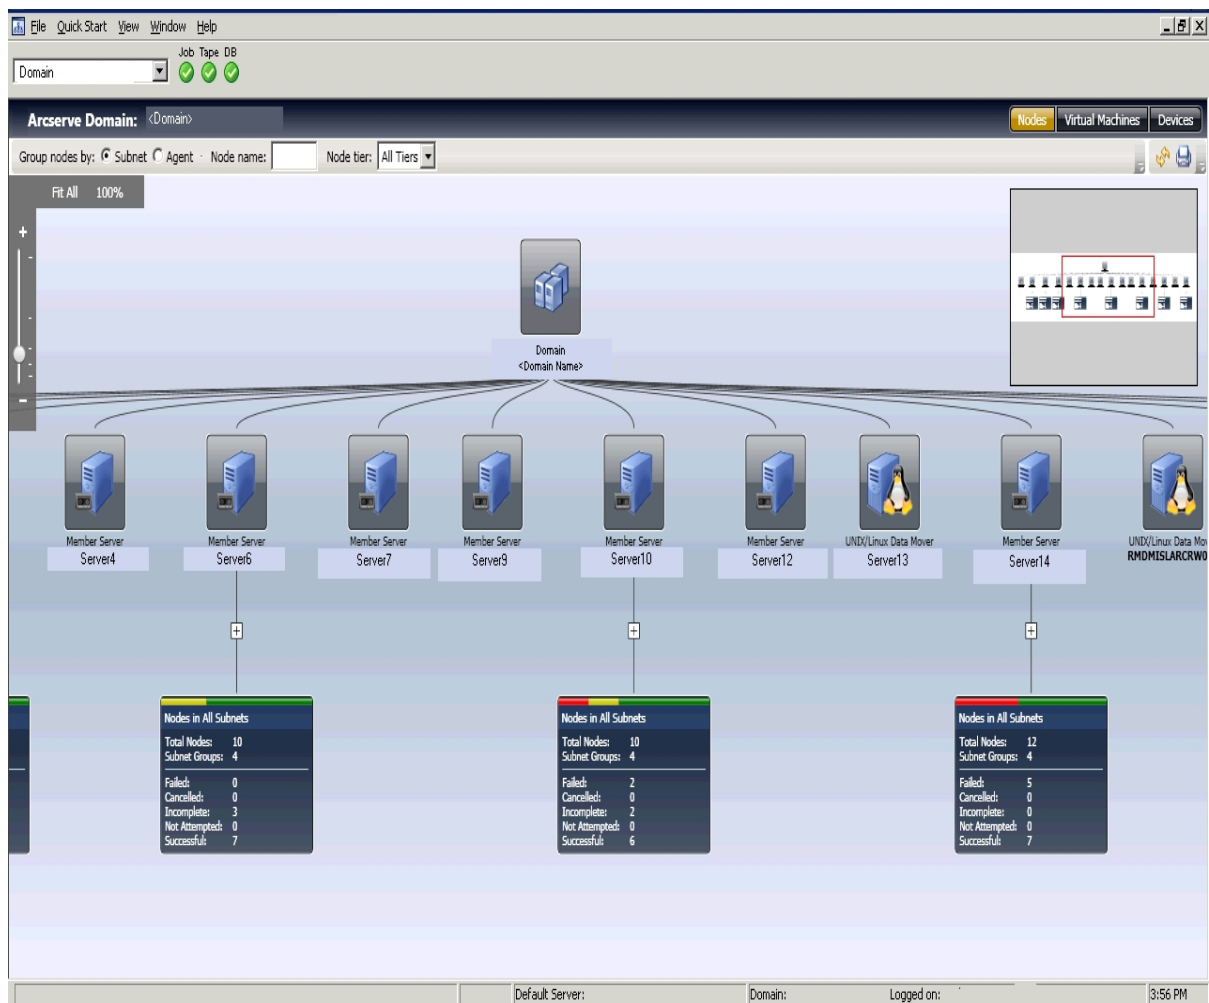 File Quick Start View Window Help
Job Tape DB
Domain
Arcserve Domain: <Domain> Nodes Virtual Machines Devices
Group nodes by: Subnet Agent Node name: Node tier: All Tiers
Fit All 100%
+
-
Domain
<Domain Name>
Member Server
Server4
Member Server
Server6
Member Server
Server7
Member Server
Server9
Member Server
Server10
Member Server
Server12
UNIX/Linux Data Mover
Server13
Member Server
Server14
UNIX/Linux Data Mov
RMDMISLARCRW0
+
+
+
Nodes in All Subnets
Total Nodes: 10
Subnet Groups: 4
Failed: 0
Cancelled: 0
Incomplete: 3
Not Attempted: 0
Successful: 7
Nodes in All Subnets
Total Nodes: 10
Subnet Groups: 4
Failed: 2
Cancelled: 0
Incomplete: 2
Not Attempted: 0
Successful: 6
Nodes in All Subnets
Total Nodes: 12
Subnet Groups: 4
Failed: 5
Cancelled: 0
Incomplete: 0
Not Attempted: 0
Successful: 7
Default Server: Domain: Logged on: 3:56 PM